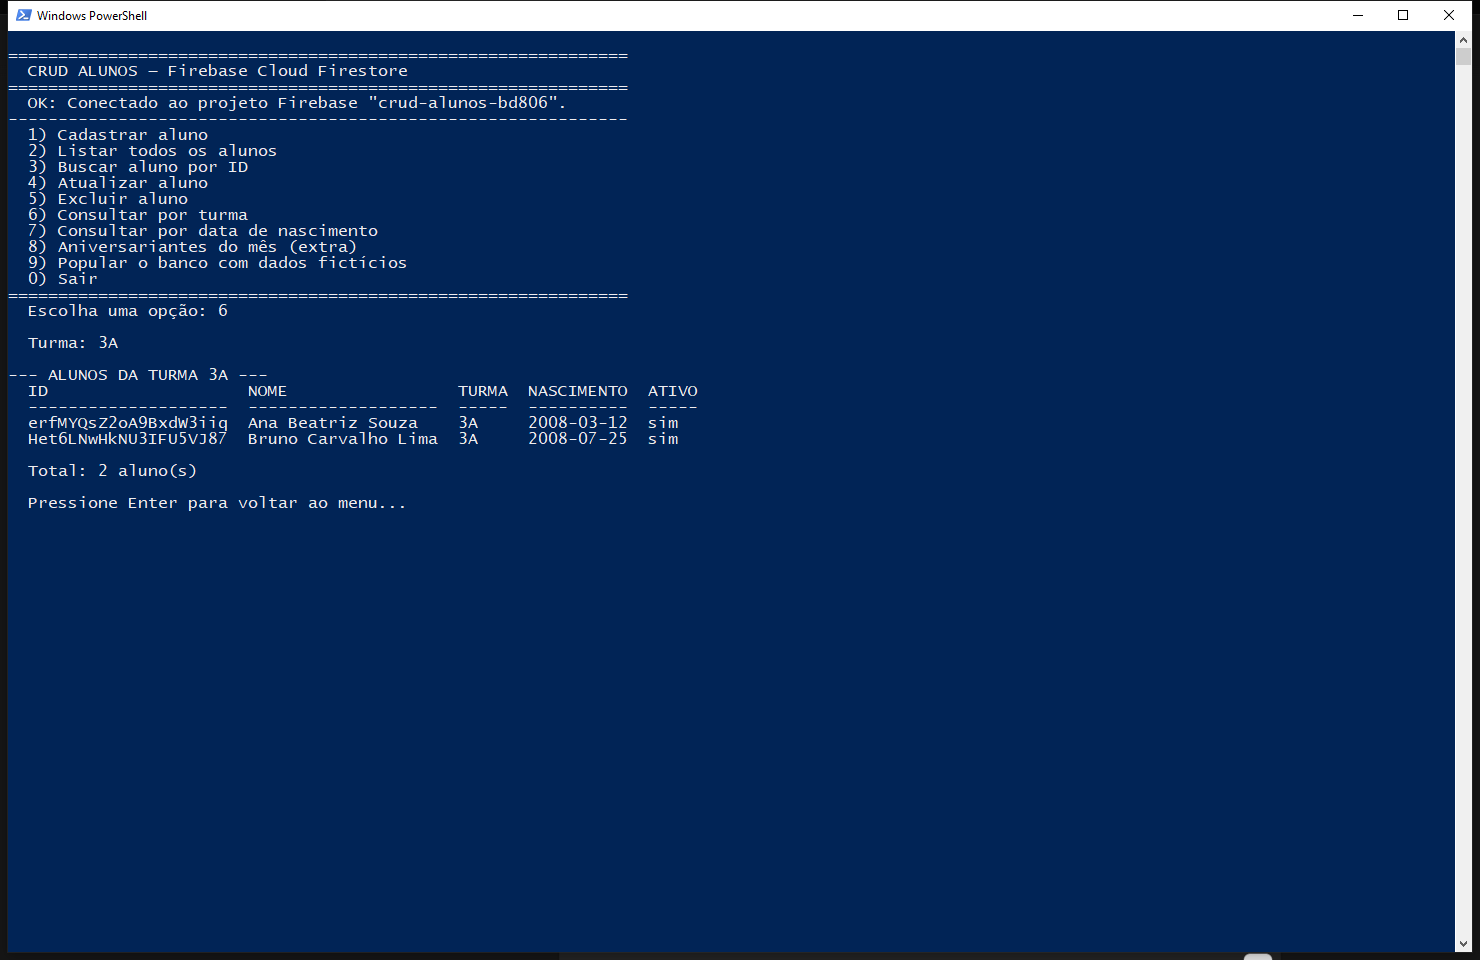 Windows PowerShell
==============================================================
CRUD ALUNOS — Firebase Cloud Firestore
==============================================================
OK: Conectado ao projeto Firebase "crud-alunos-bd806".
--------------------------------------------------------------
1) Cadastrar aluno
2) Listar todos os alunos
3) Buscar aluno por ID
4) Atualizar aluno
5) Excluir aluno
6) Consultar por turma
7) Consultar por data de nascimento
8) Aniversariantes do mês (extra)
9) Popular o banco com dados fictícios
0) Sair
==============================================================
Escolha uma opção: 6
Turma: 3A
--- ALUNOS DA TURMA 3A ---
ID                    NOME                 TURMA  NASCIMENTO  ATIVO
--------------------  -------------------  -----  ----------  -----
erfMYQsZ2oA9BxdW3iiq  Ana Beatriz Souza    3A     2008-03-12  sim
Het6LNwHkNU3IFU5VJ87  Bruno Carvalho Lima  3A     2008-07-25  sim
Total: 2 aluno(s)
Pressione Enter para voltar ao menu...